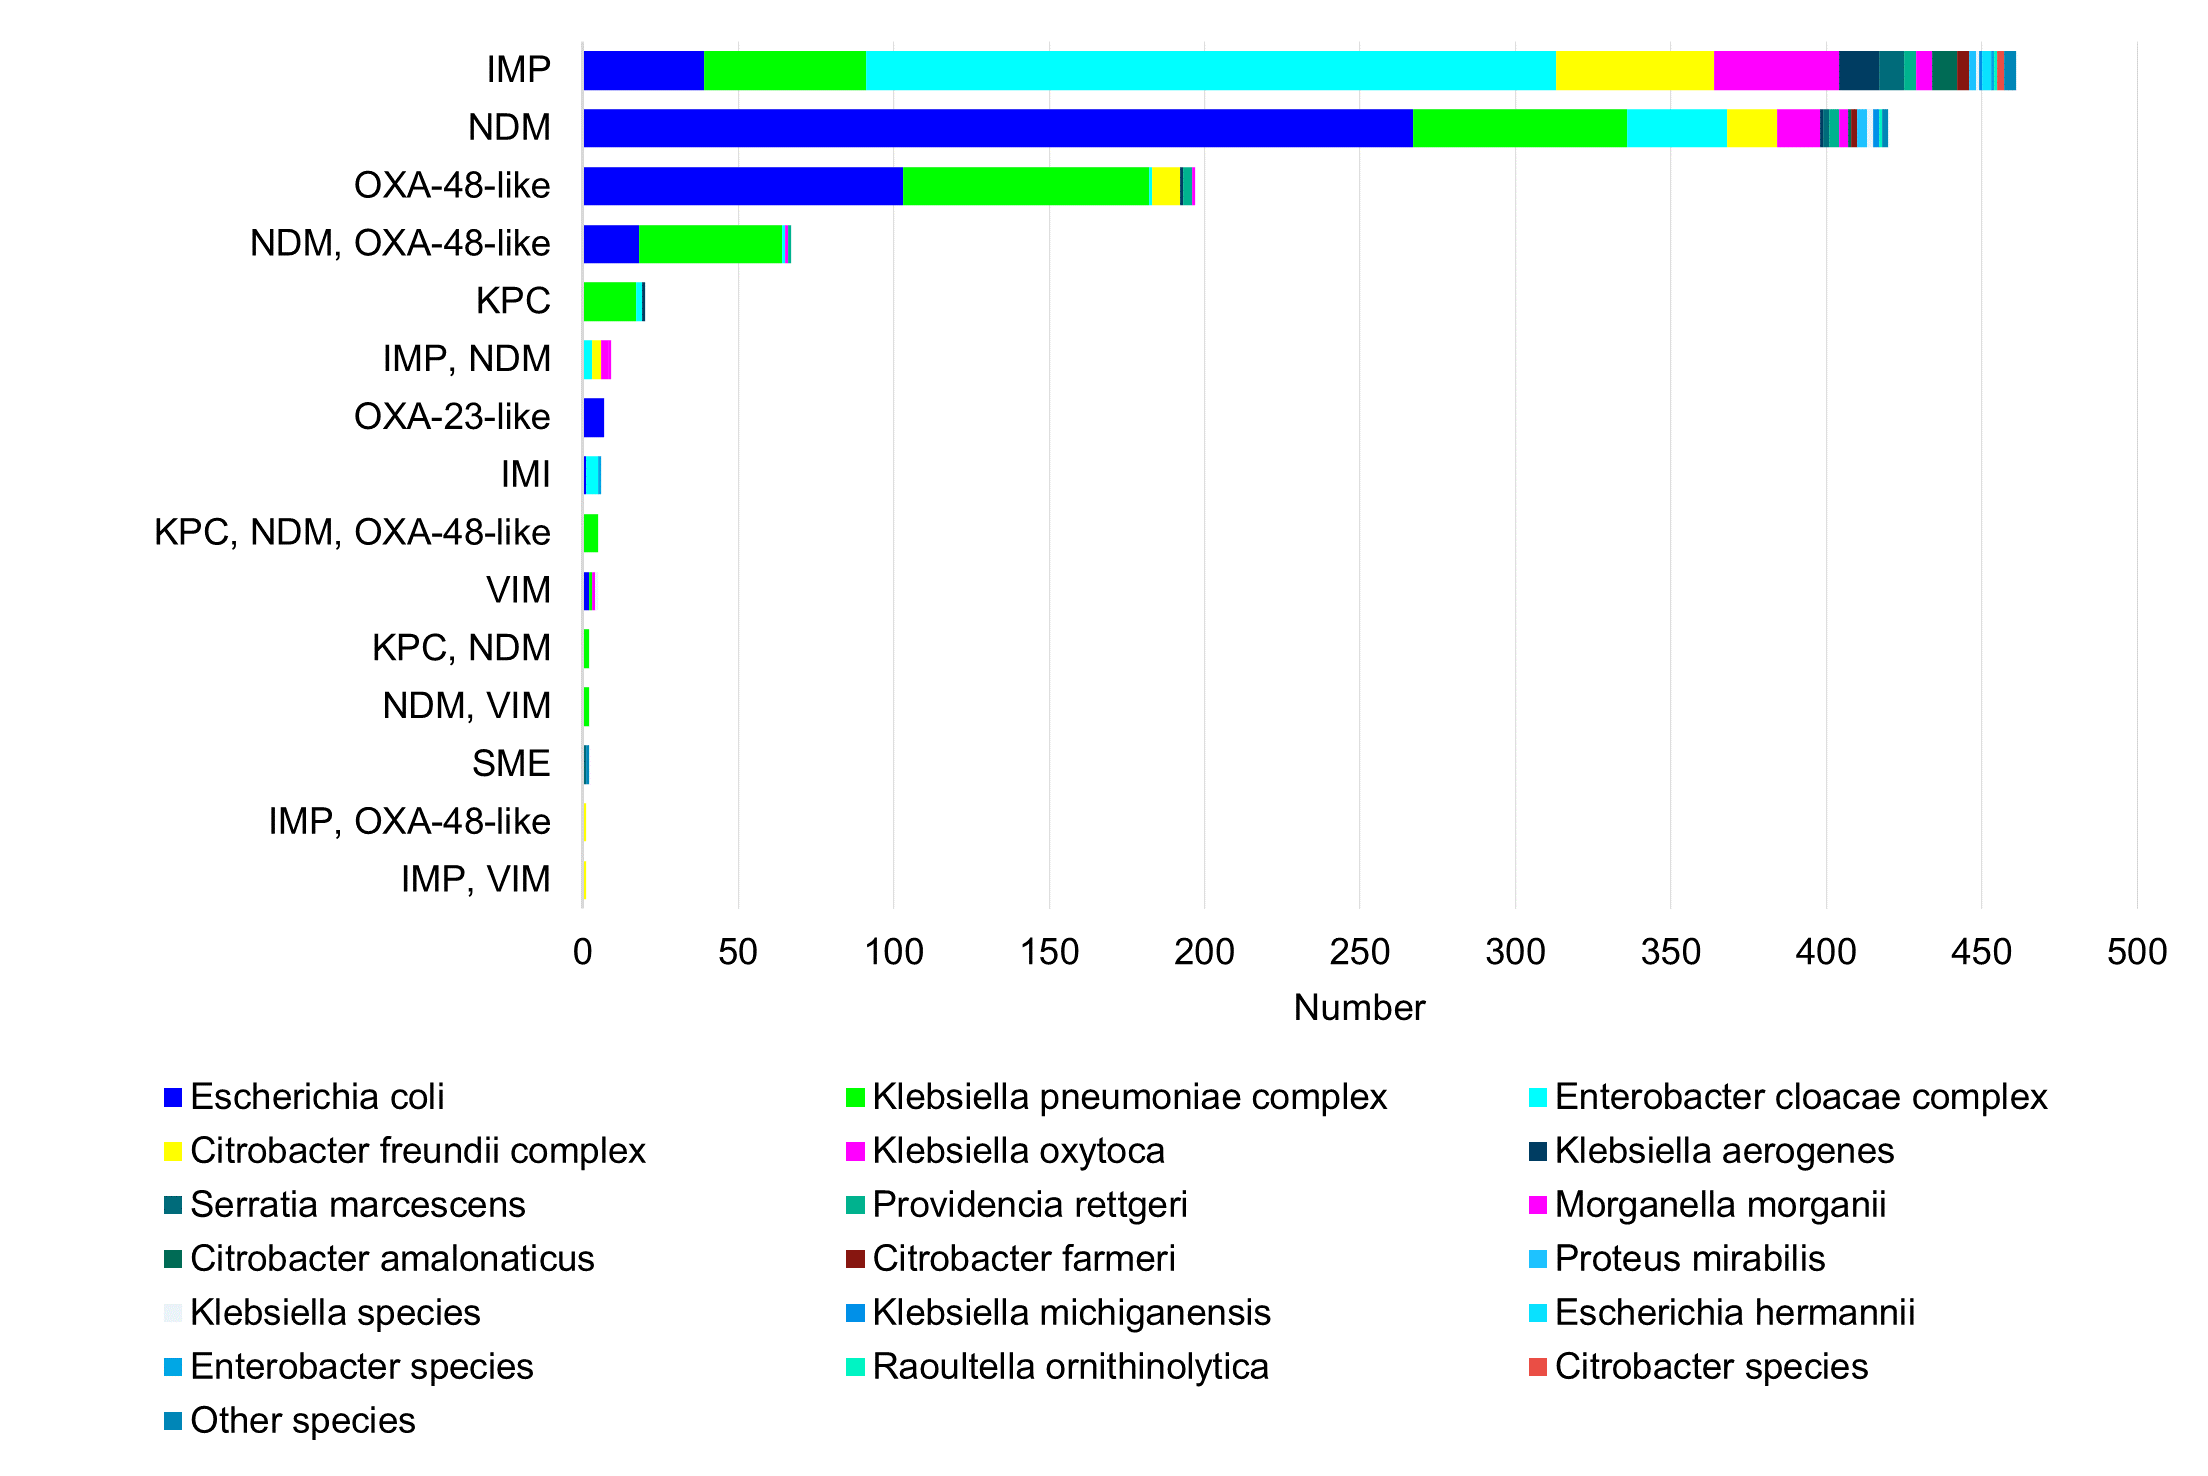 IMP
NDM
OXA-48-like
NDM, OXA-48-like
KPC
IMP, NDM
OXA-23-like
IMI
KPC, NDM, OXA-48-like
VIM
KPC, NDM
NDM, VIM
SME
IMP, OXA-48-like
IMP, VIM
0 50 100 150 200 250 300 350 400 450 500
Number
Escherichia coli Klebsiella pneumoniae complex Enterobacter cloacae complex
Citrobacter freundii complex Klebsiella oxytoca Klebsiella aerogenes
Serratia marcescens Providencia rettgeri Morganella morganii
Citrobacter amalonaticus Citrobacter farmeri Proteus mirabilis
Klebsiella species Klebsiella michiganensis Escherichia hermannii
Enterobacter species Raoultella ornithinolytica Citrobacter species
Other species